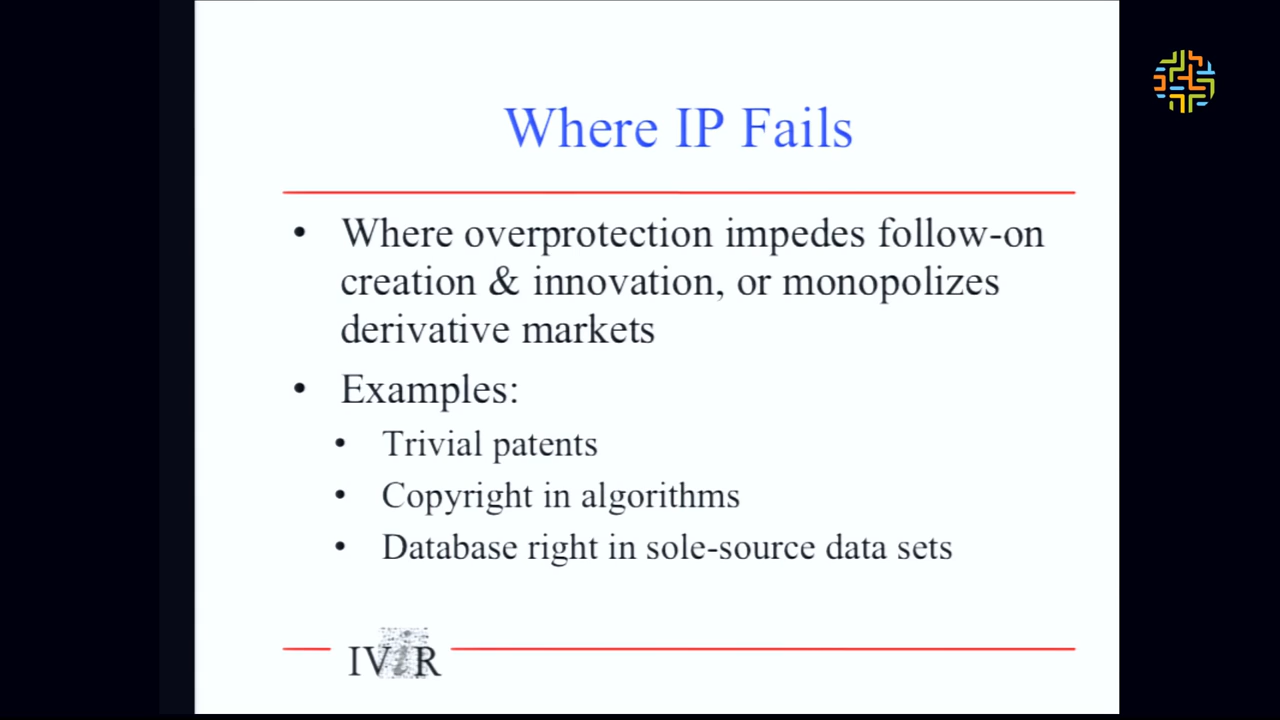 Where IP Fails
• Where overprotection impedes follow-on
creation & innovation, or monopolizes
derivative markets
• Examples:
• Trivial patents
• Copyright in algorithms
• Database right in sole-source data sets
IViR